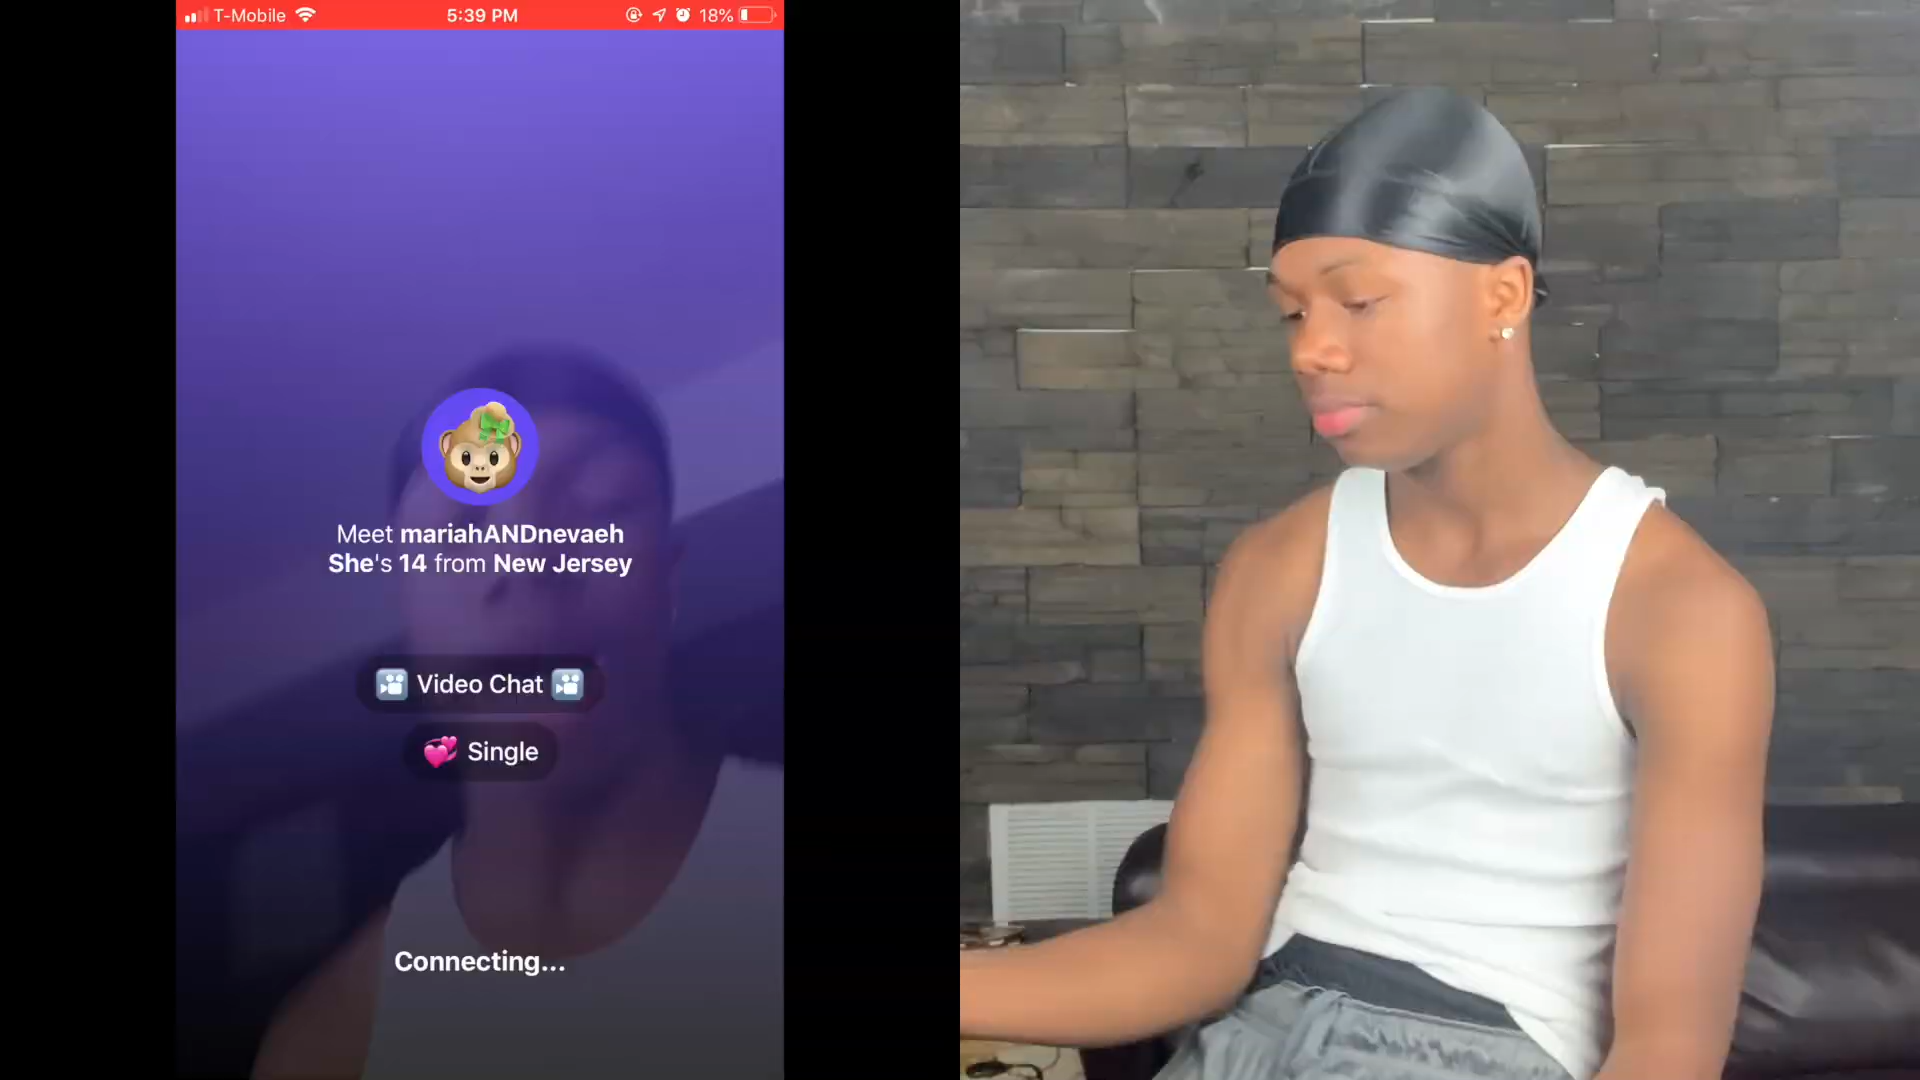 T-Mobile 5:39 PM 18%
Meet mariahANDnevaeh
She's 14 from New Jersey
Video Chat
Single
Connecting...